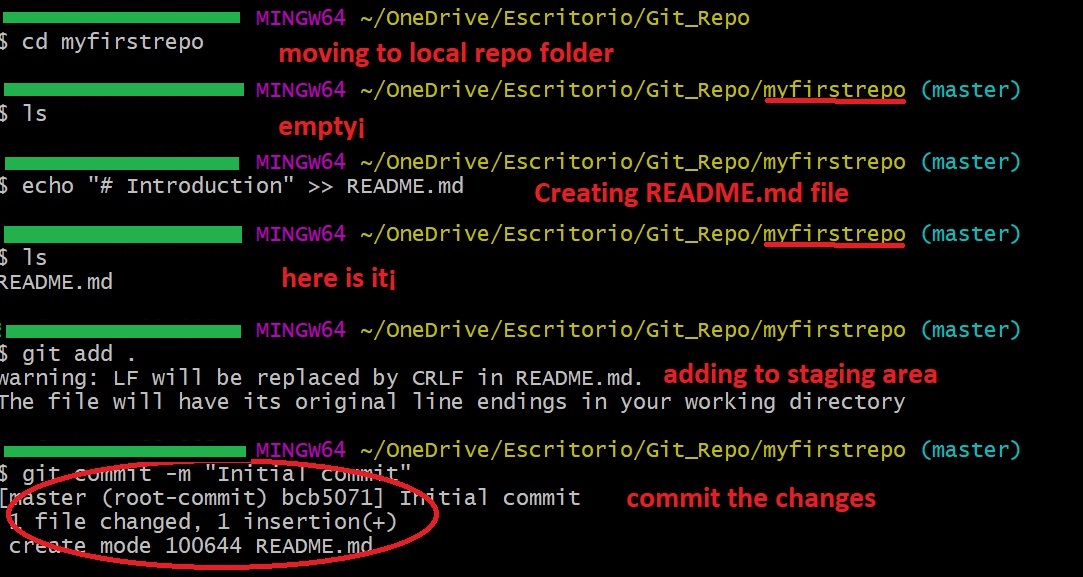 MINGW64 ~/OneDrive/Escritorio/Git_Repo
$ cd myfirstrepo
moving to local repo folder
MINGW64 ~/OneDrive/Escritorio/Git_Repo/myfirstrepo (master)
$ ls
empty¡
MINGW64 ~/OneDrive/Escritorio/Git_Repo/myfirstrepo (master)
$ echo "# Introduction" >> README.md
Creating README.md file
MINGW64 ~/OneDrive/Escritorio/Git_Repo/myfirstrepo (master)
$ ls
README.md
here is it¡
MINGW64 ~/OneDrive/Escritorio/Git_Repo/myfirstrepo (master)
$ git add .
warning: LF will be replaced by CRLF in README.md.
adding to staging area
The file will have its original line endings in your working directory
MINGW64 ~/OneDrive/Escritorio/Git_Repo/myfirstrepo (master)
$ git commit -m "Initial commit"
[master (root-commit) bcb5071] Initial commit
commit the changes
1 file changed, 1 insertion(+)
create mode 100644 README.md